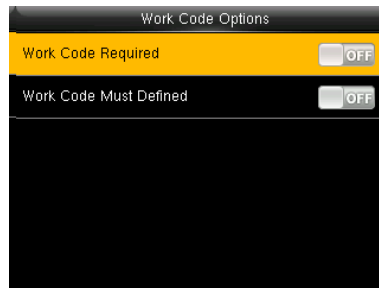 Work Code Options
Work Code Required
OFF
Work Code Must Defined
OFF